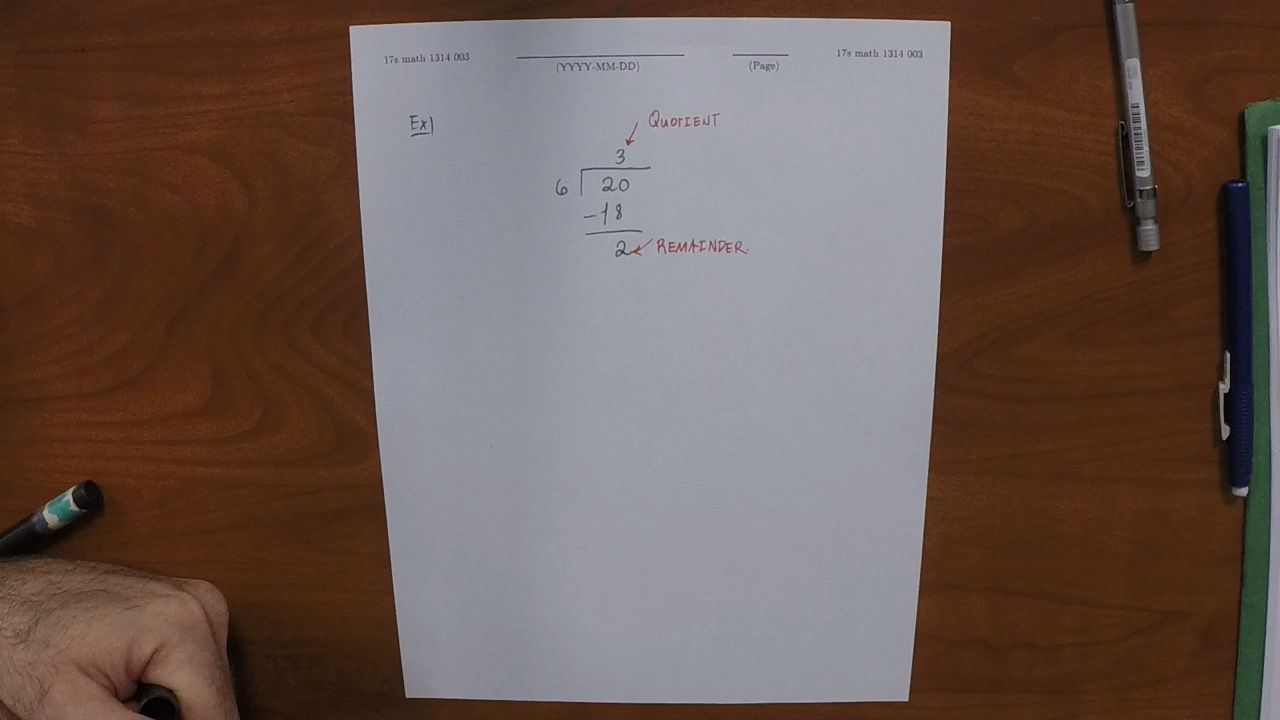 17s math 1314 003 17s math 1314 003
(YYYY-MM-DD) (Page)
Ex)
QUOTIENT
3
6 20
-18
2 REMAINDER